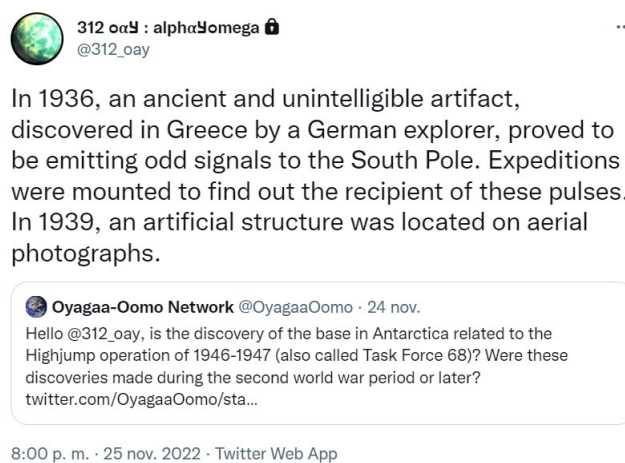 312 oαY : alphαYomega
@312_oay
In 1936, an ancient and unintelligible artifact,
discovered in Greece by a German explorer, proved to
be emitting odd signals to the South Pole. Expeditions
were mounted to find out the recipient of these pulses.
In 1939, an artificial structure was located on aerial
photographs.
Oyagaa-Oomo Network @OyagaaOomo · 24 nov.
Hello @312_oay, is the discovery of the base in Antarctica related to the
Highjump operation of 1946-1947 (also called Task Force 68)? Were these
discoveries made during the second world war period or later?
twitter.com/OyagaaOomo/sta...
8:00 p. m. · 25 nov. 2022 · Twitter Web App